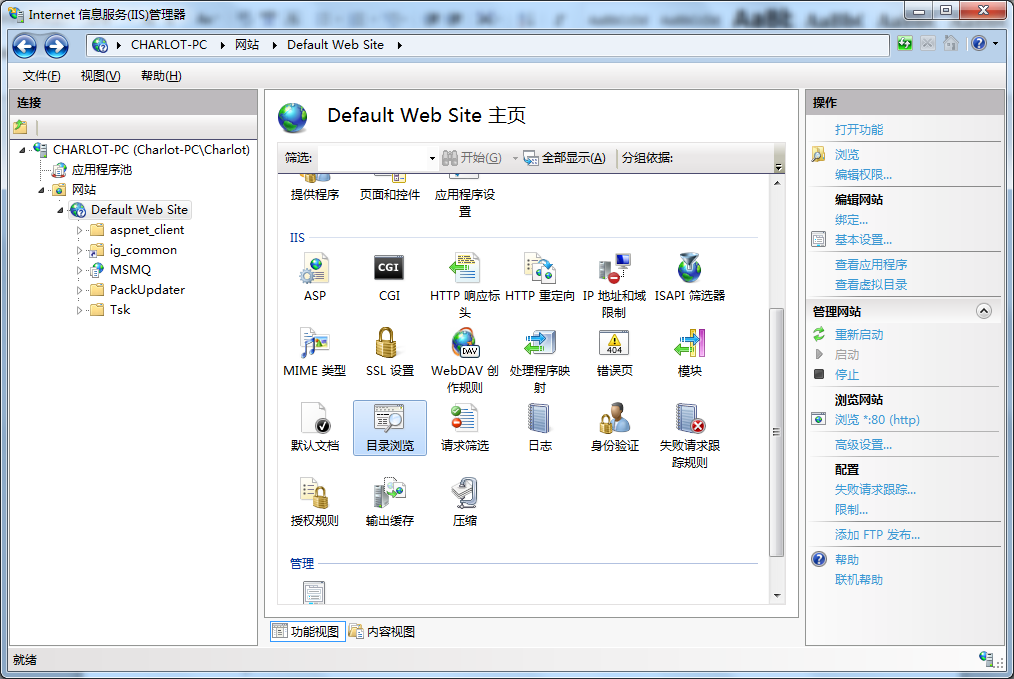 Internet 信息服务(IIS)管理器
CHARLOT-PC
网站
Default Web Site
文件(F)
视图(V)
帮助(H)
连接
CHARLOT-PC (Charlot-PC\Charlot)
应用程序池
网站
Default Web Site
aspnet_client
ig_common
MSMQ
PackUpdater
Tsk
Default Web Site 主页
筛选:
开始(G)
全部显示(A)
分组依据:
提供程序
页面和控件
应用程序设
置
IIS
CGI
ASP
CGI
HTTP 响应标
头
HTTP 重定向
IP 地址和域
限制
ISAPI 筛选器
DAV
404
MIME 类型
SSL 设置
WebDAV 创
作规则
处理程序映
射
错误页
模块
默认文档
目录浏览
请求筛选
日志
身份验证
失败请求跟
踪规则
授权规则
输出缓存
压缩
管理
功能视图
内容视图
操作
打开功能
浏览
编辑权限...
编辑网站
绑定...
基本设置...
查看应用程序
查看虚拟目录
管理网站
重新启动
启动
停止
浏览网站
浏览 *:80 (http)
高级设置...
配置
失败请求跟踪...
限制...
添加 FTP 发布...
帮助
联机帮助
就绪